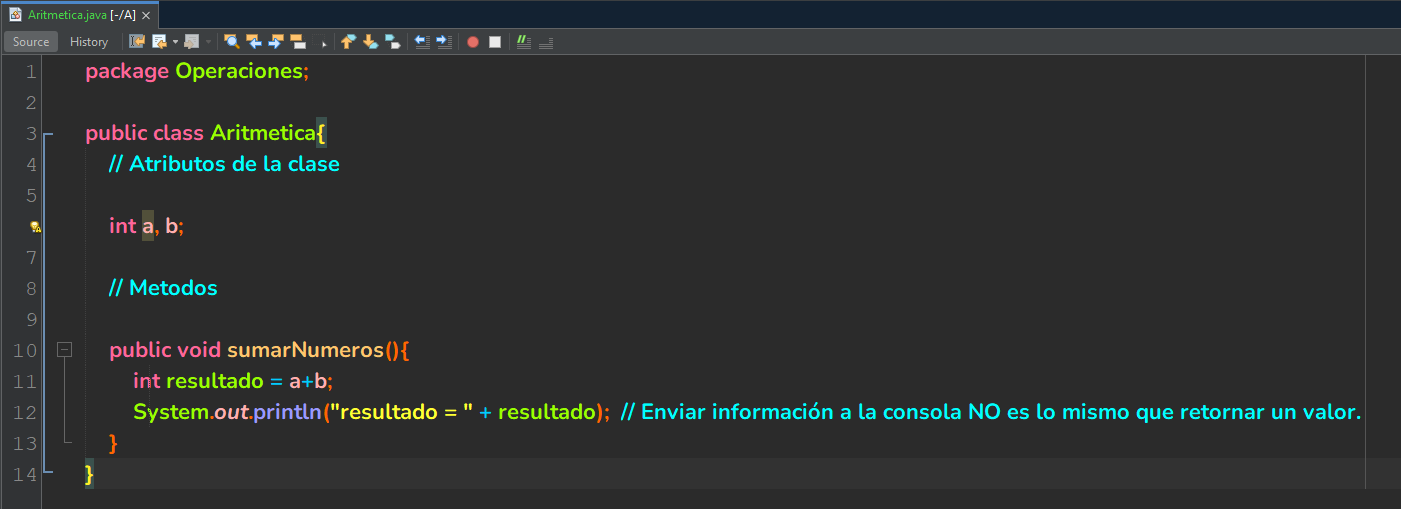 Aritmetica.java [-/A] ×
Source History
1 package Operaciones;
2
3 public class Aritmetica{
4 // Atributos de la clase
5
int a, b;
7
8 // Metodos
9
10 public void sumarNumeros(){
11 int resultado = a+b;
12 System.out.println("resultado = " + resultado); // Enviar información a la consola NO es lo mismo que retornar un valor.
13 }
14 }